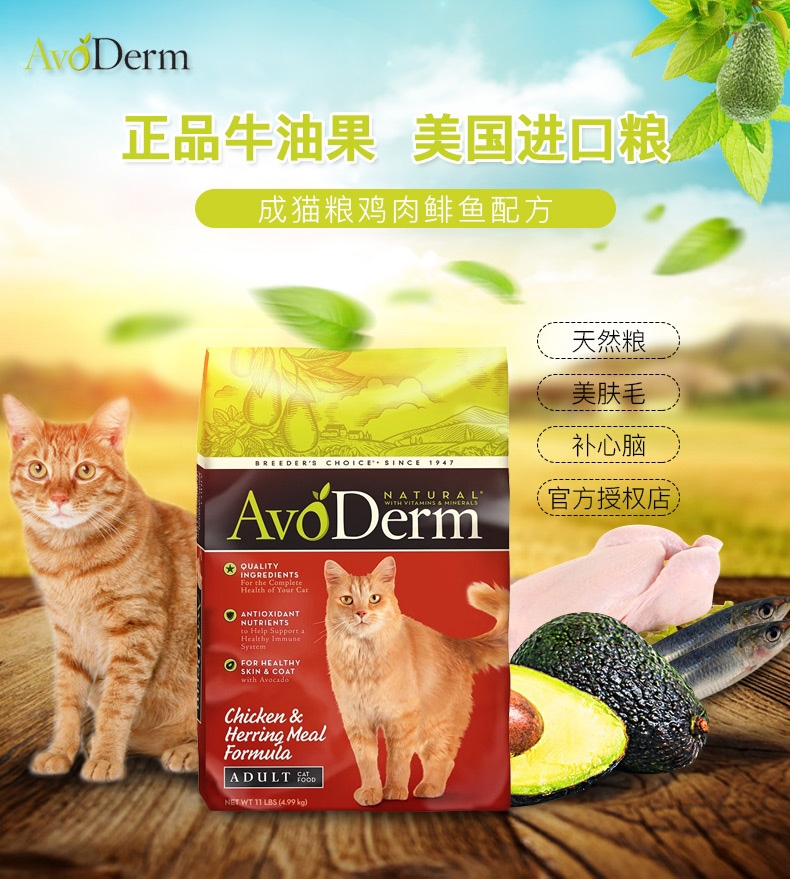 AvoDerm
正品牛油果 美国进口粮
成猫粮鸡肉鲱鱼配方
天然粮
美肤毛
补心脑
官方授权店
BREEDER'S CHOICE® • SINCE 1947
NATURAL®
WITH VITAMINS & MINERALS
AvoDerm
QUALITY
INGREDIENTS
For the Complete
Health of Your Cat
ANTIOXIDANT
NUTRIENTS
to Help Support a
Healthy Immune
System
FOR HEALTHY
SKIN & COAT
with Avocado
Chicken &
Herring Meal
Formula
ADULT CAT FOOD
NET WT 11 LBS (4.99 kg)